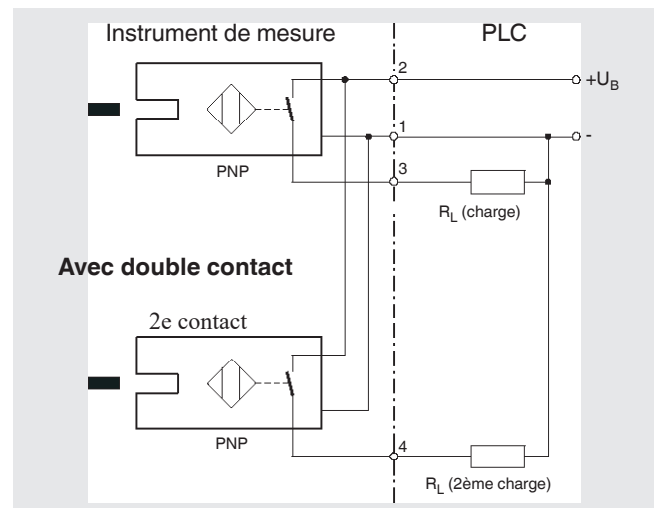 Instrument de mesure
PLC
2
+UB
1
-
3
PNP
RL (charge)
Avec double contact
2e contact
PNP
4
RL (2ème charge)